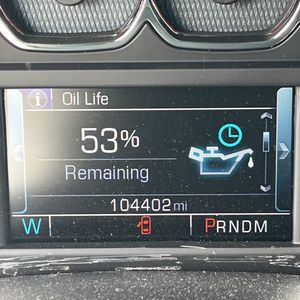 Oil Life
53%
Remaining
104402 mi
W PRNDM